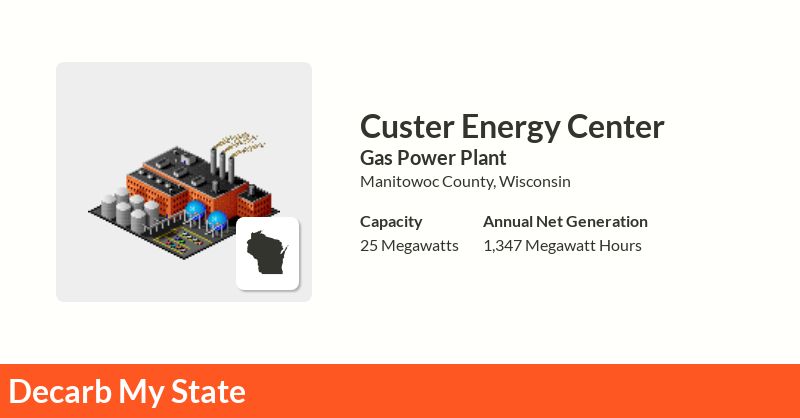 Custer Energy Center
Gas Power Plant
Manitowoc County, Wisconsin
Capacity
25 Megawatts
Annual Net Generation
1,347 Megawatt Hours
Decarb My State